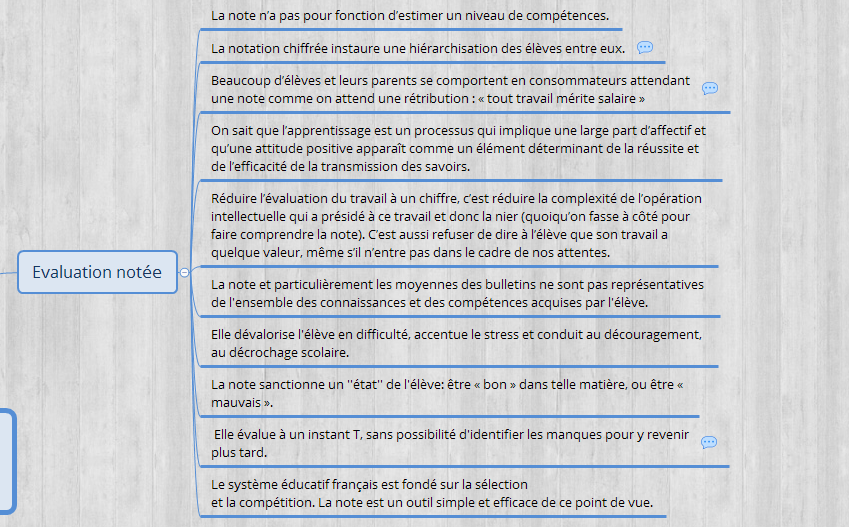 La note n’a pas pour fonction d’estimer un niveau de compétences.
La notation chiffrée instaure une hiérarchisation des élèves entre eux.
Beaucoup d’élèves et leurs parents se comportent en consommateurs attendant
une note comme on attend une rétribution : « tout travail mérite salaire »
On sait que l’apprentissage est un processus qui implique une large part d’affectif et
qu’une attitude positive apparaît comme un élément déterminant de la réussite et
de l’efficacité de la transmission des savoirs.
Réduire l’évaluation du travail à un chiffre, c’est réduire la complexité de l’opération
intellectuelle qui a présidé à ce travail et donc la nier (quoiqu’on fasse à côté pour
faire comprendre la note). C’est aussi refuser de dire à l’élève que son travail a
quelque valeur, même s’il n’entre pas dans le cadre de nos attentes.
Evaluation notée
La note et particulièrement les moyennes des bulletins ne sont pas représentatives
de l'ensemble des connaissances et des compétences acquises par l'élève.
Elle dévalorise l'élève en difficulté, accentue le stress et conduit au découragement,
au décrochage scolaire.
La note sanctionne un ''état'' de l'élève: être « bon » dans telle matière, ou être «
mauvais ».
Elle évalue à un instant T, sans possibilité d'identifier les manques pour y revenir
plus tard.
Le système éducatif français est fondé sur la sélection
et la compétition. La note est un outil simple et efficace de ce point de vue.